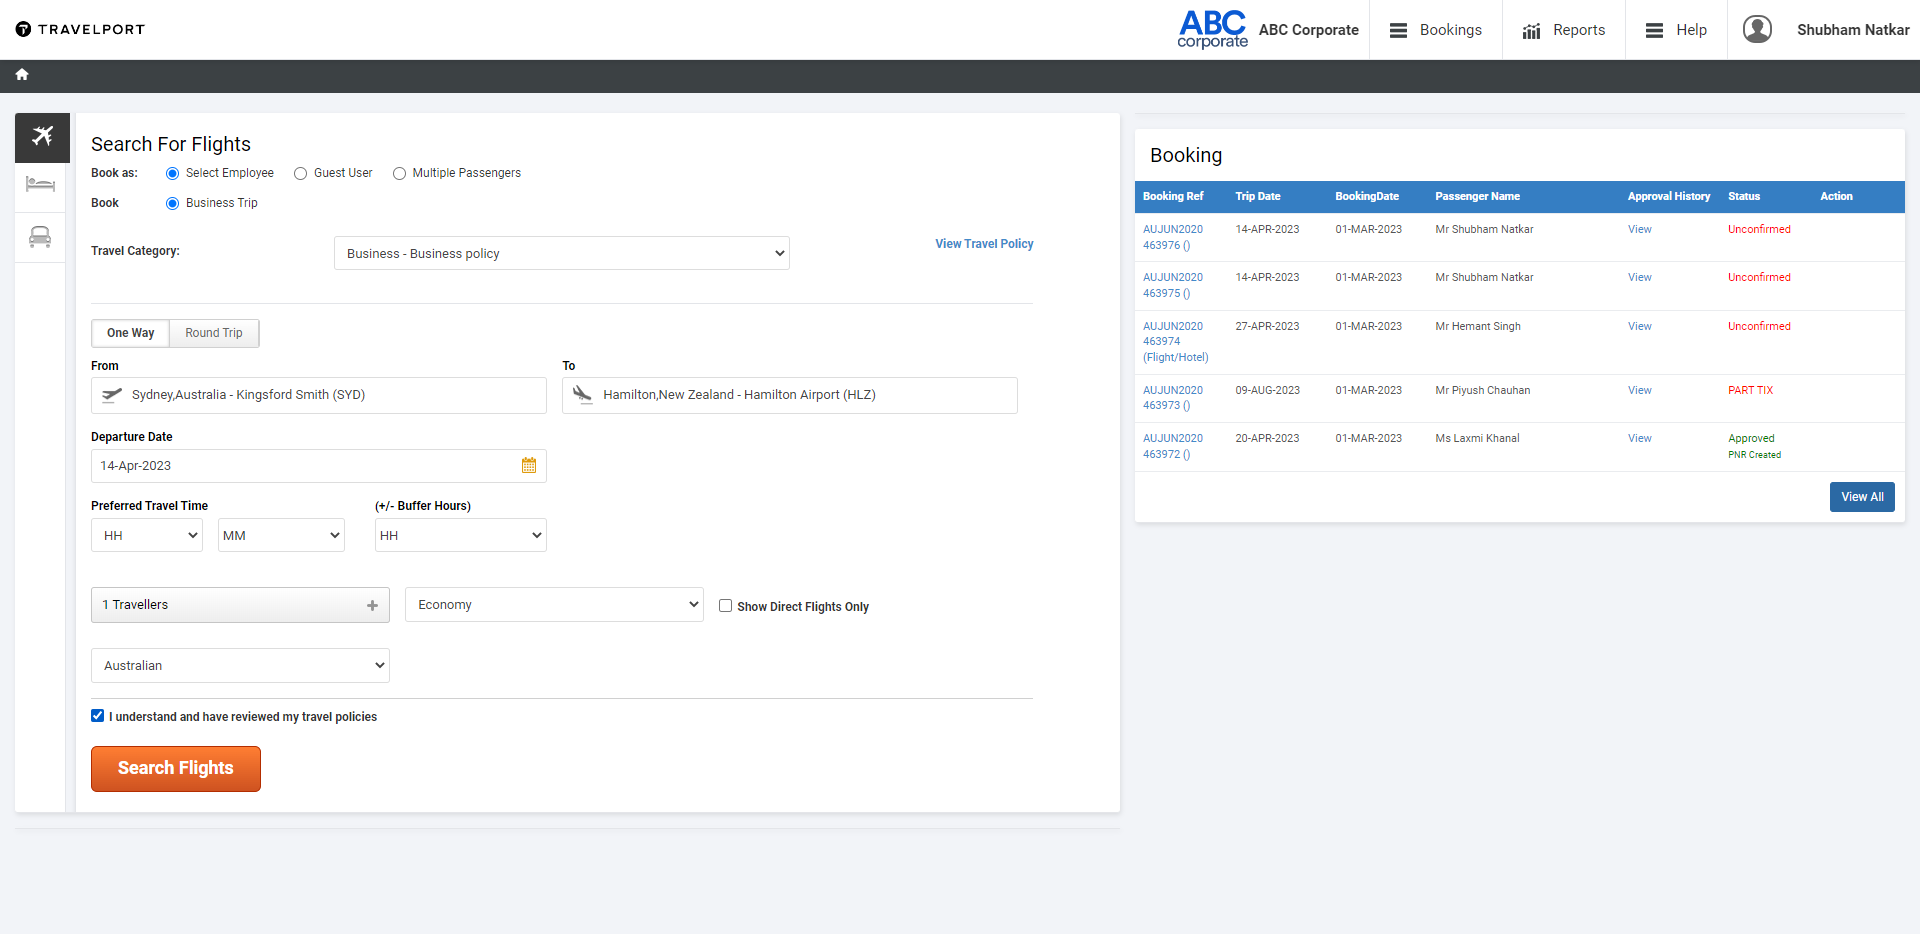 TRAVELPORT
ABC
corporate
ABC Corporate
Bookings
Reports
Help
Shubham Natkar
Search For Flights
Book as:
Select Employee
Guest User
Multiple Passengers
Book
Business Trip
Travel Category:
Business - Business policy
View Travel Policy
One Way
Round Trip
From
To
Sydney,Australia - Kingsford Smith (SYD)
Hamilton,New Zealand - Hamilton Airport (HLZ)
Departure Date
14-Apr-2023
Preferred Travel Time
(+/- Buffer Hours)
HH
MM
HH
1 Travellers
Economy
Show Direct Flights Only
Australian
I understand and have reviewed my travel policies
Search Flights
Booking
Booking Ref Trip Date BookingDate Passenger Name Approval History Status Action
AUJUN2020 14-APR-2023 01-MAR-2023 Mr Shubham Natkar View Unconfirmed
463976 ()
AUJUN2020 14-APR-2023 01-MAR-2023 Mr Shubham Natkar View Unconfirmed
463975 ()
AUJUN2020 27-APR-2023 01-MAR-2023 Mr Hemant Singh View Unconfirmed
463974
(Flight/Hotel)
AUJUN2020 09-AUG-2023 01-MAR-2023 Mr Piyush Chauhan View PART TIX
463973 ()
AUJUN2020 20-APR-2023 01-MAR-2023 Ms Laxmi Khanal View Approved
463972 () PNR Created
View All